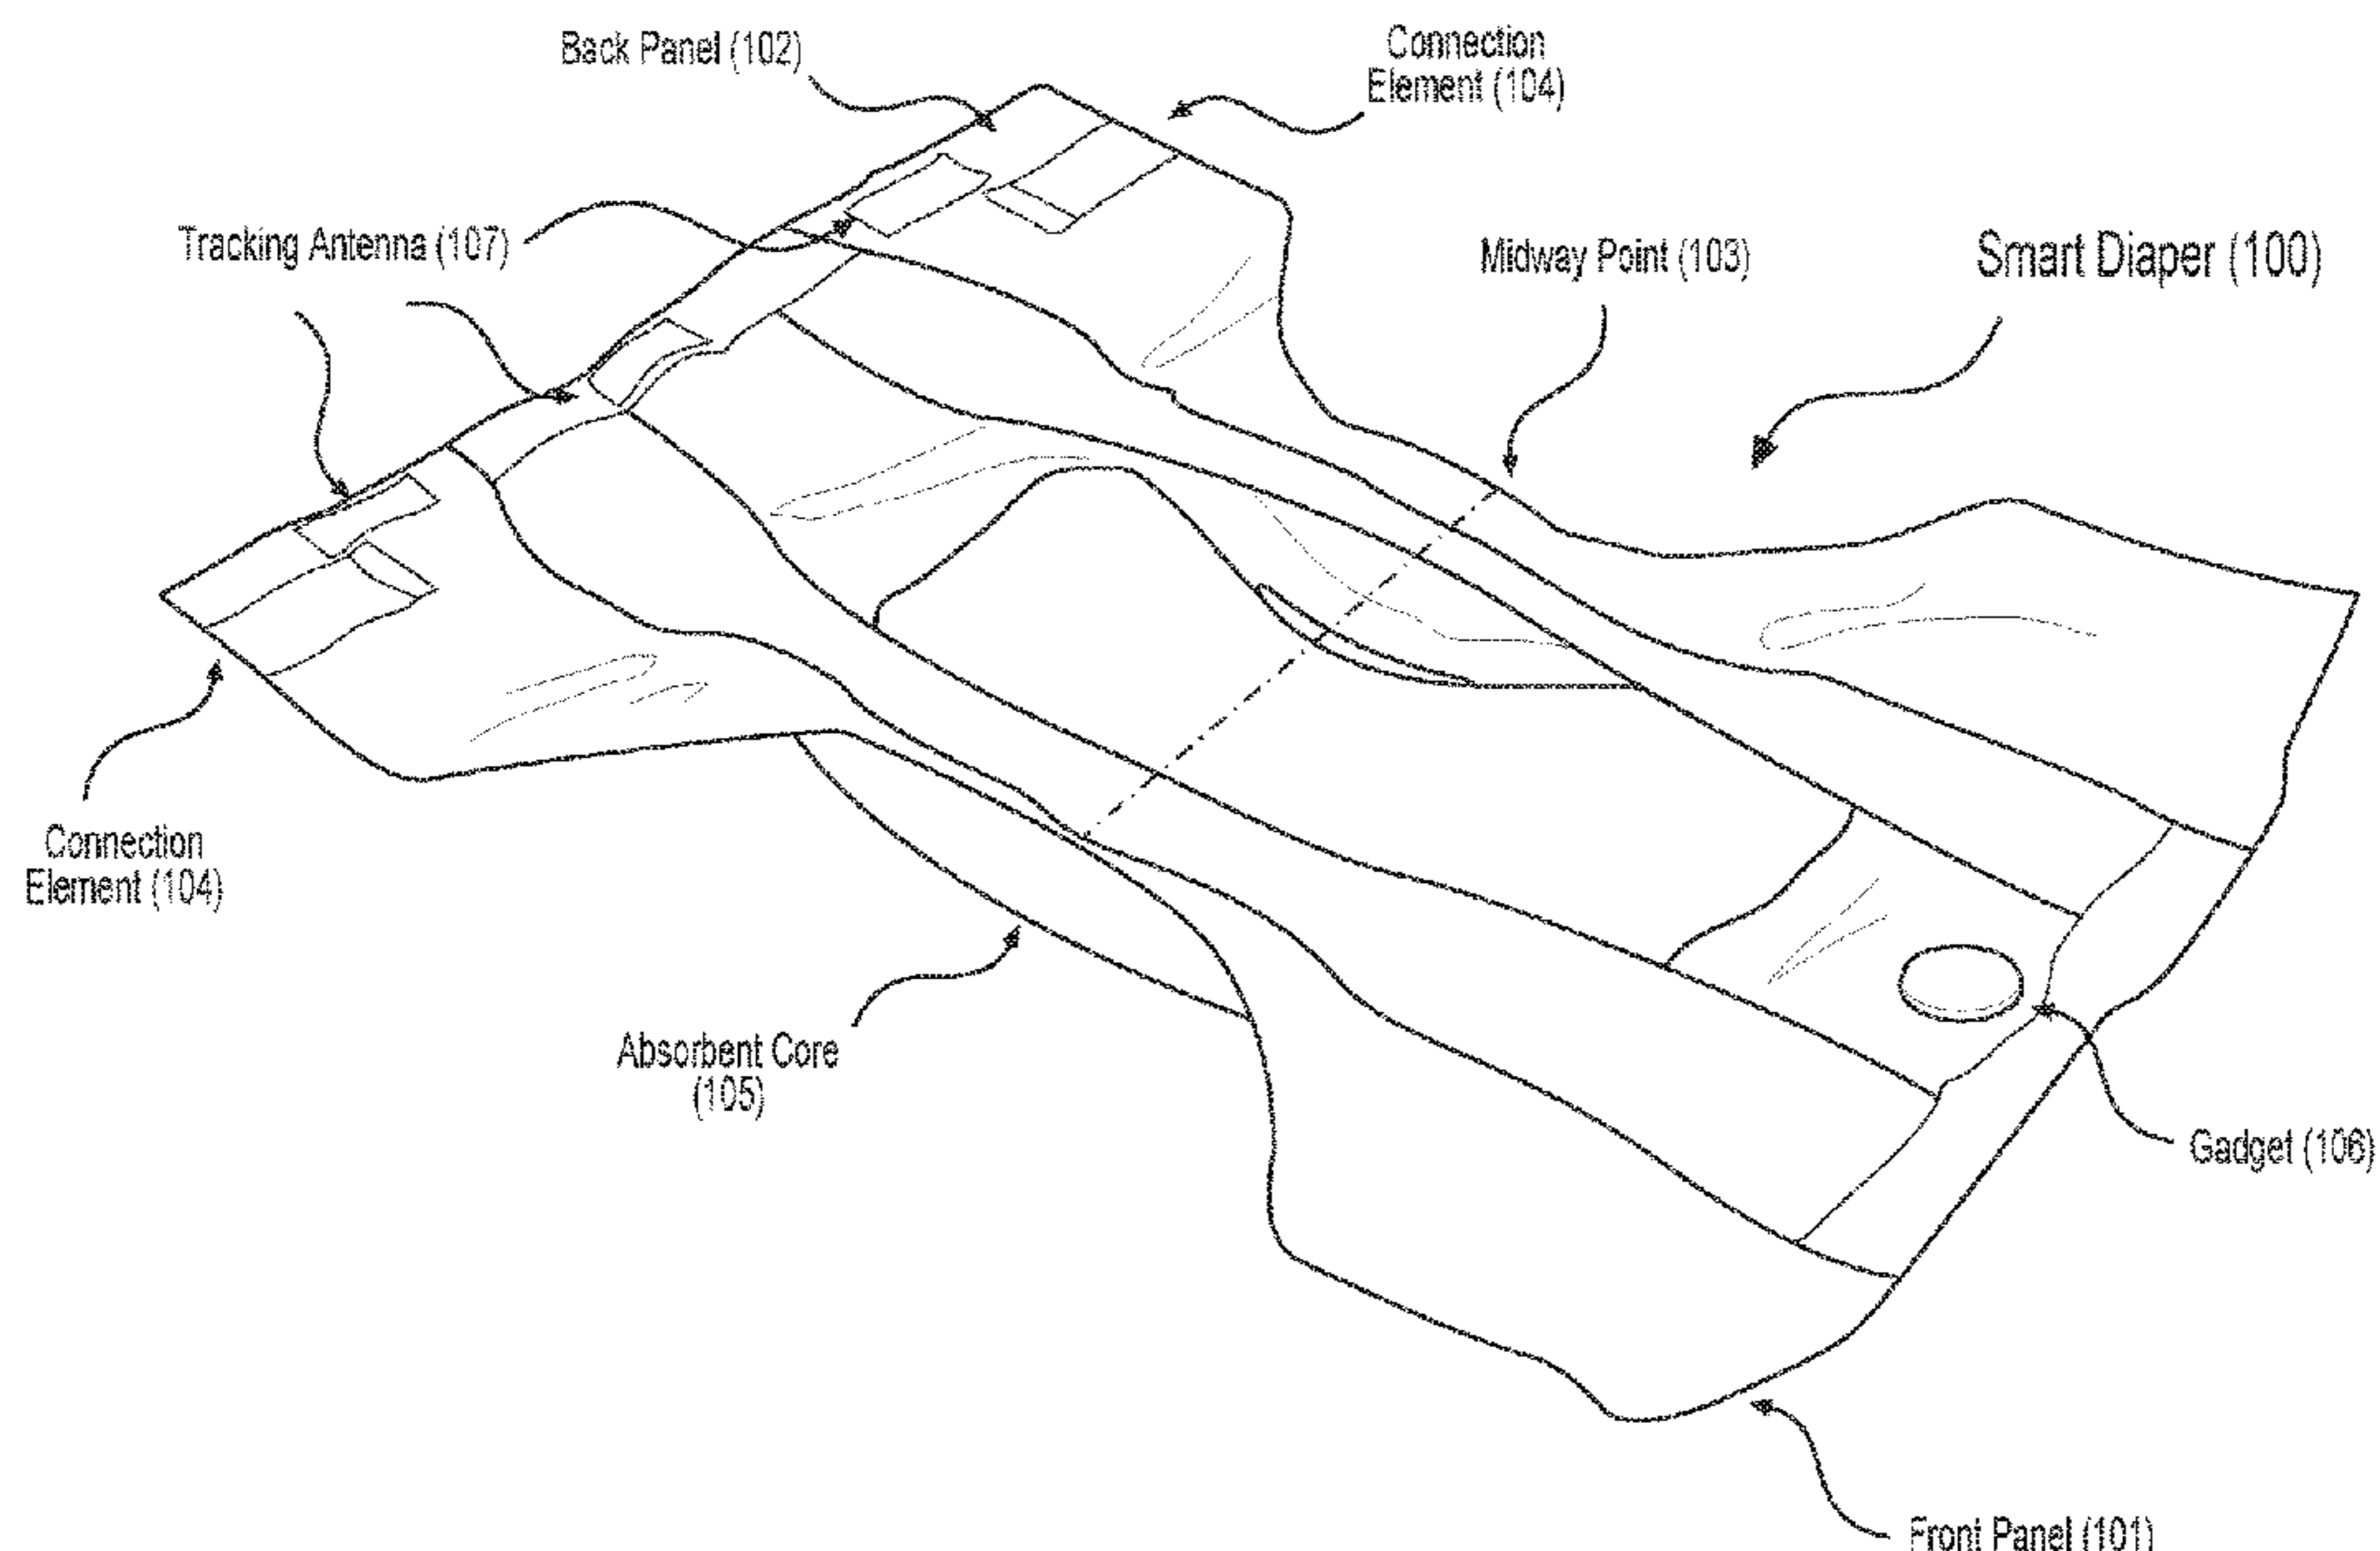 Back Panel (102)
Connection
Element (104)
Tracking Antenna (107)
Midway Point (103)
Smart Diaper (100)
Connection
Element (104)
Absorbent Core
(105)
Gadget (106)
Front Panel (101)